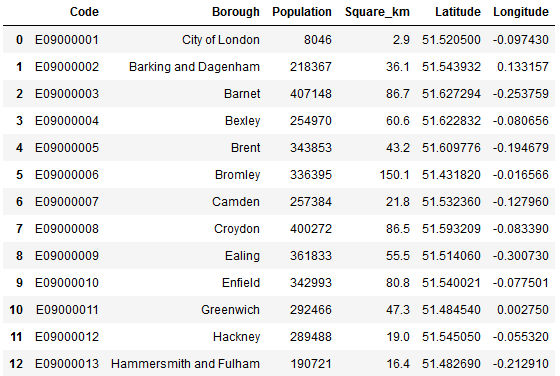 Code Borough Population Square_km Latitude Longitude
0 E09000001 City of London 8046 2.9 51.520500 -0.097430
1 E09000002 Barking and Dagenham 218367 36.1 51.543932 0.133157
2 E09000003 Barnet 407148 86.7 51.627294 -0.253759
3 E09000004 Bexley 254970 60.6 51.622832 -0.080656
4 E09000005 Brent 343853 43.2 51.609776 -0.194679
5 E09000006 Bromley 336395 150.1 51.431820 -0.016566
6 E09000007 Camden 257384 21.8 51.532360 -0.127960
7 E09000008 Croydon 400272 86.5 51.593209 -0.083390
8 E09000009 Ealing 361833 55.5 51.514060 -0.300730
9 E09000010 Enfield 342993 80.8 51.540021 -0.077501
10 E09000011 Greenwich 292466 47.3 51.484540 0.002750
11 E09000012 Hackney 289488 19.0 51.545050 -0.055320
12 E09000013 Hammersmith and Fulham 190721 16.4 51.482690 -0.212910